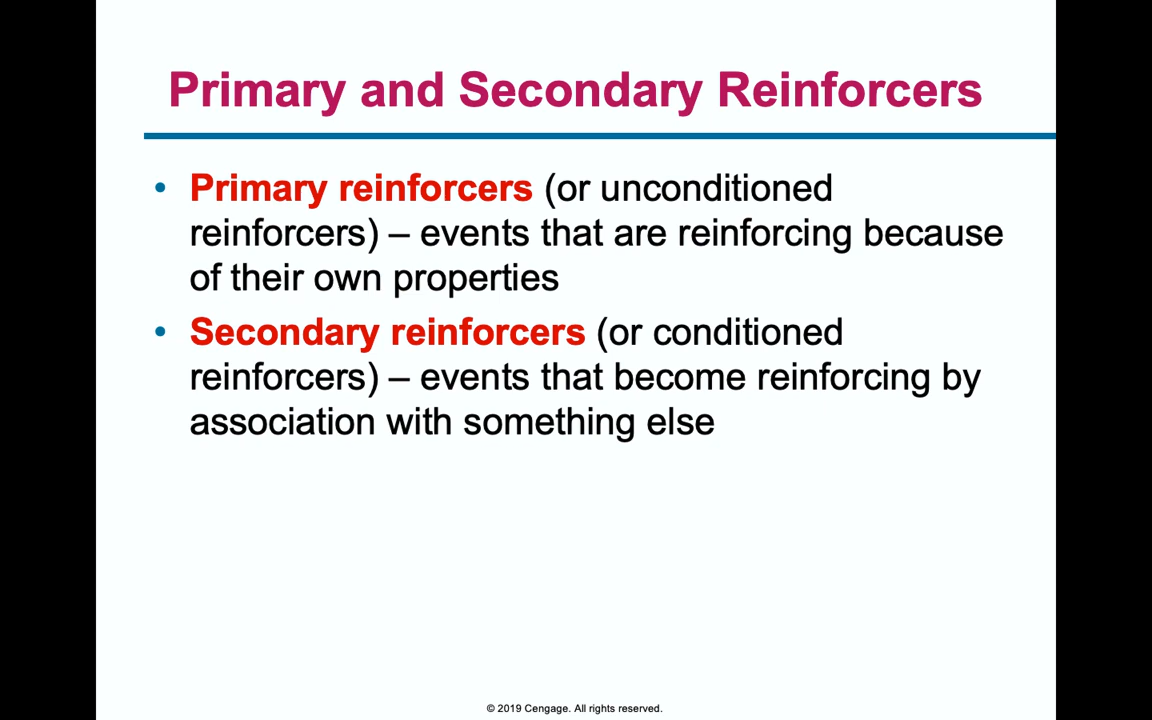 Primary and Secondary Reinforcers
• Primary reinforcers (or unconditioned
reinforcers) – events that are reinforcing because
of their own properties
• Secondary reinforcers (or conditioned
reinforcers) – events that become reinforcing by
association with something else
© 2019 Cengage. All rights reserved.